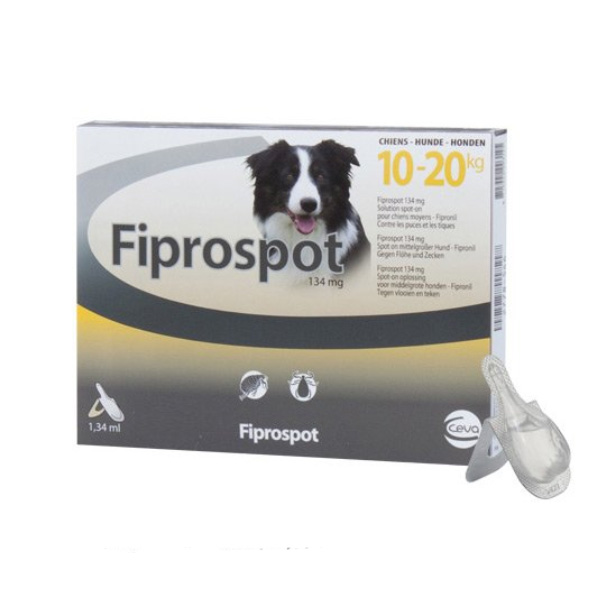 CHIENS - HUNDE - HONDEN
10-20kg
Fiprospot 134 mg
Solution spot-on
pour chiens moyens - Fipronil
Contre les puces et les tiques
Fiprospot 134 mg
Spot on mittelgroßer Hund - Fipronil
Gegen Flöhe und Zecken
Fiprospot 134 mg
Spot-on oplossing
voor middelgrote honden - Fipronil
Tegen vlooien en teken
Fiprospot
134 mg
1,34 ml
Fiprospot
Ceva